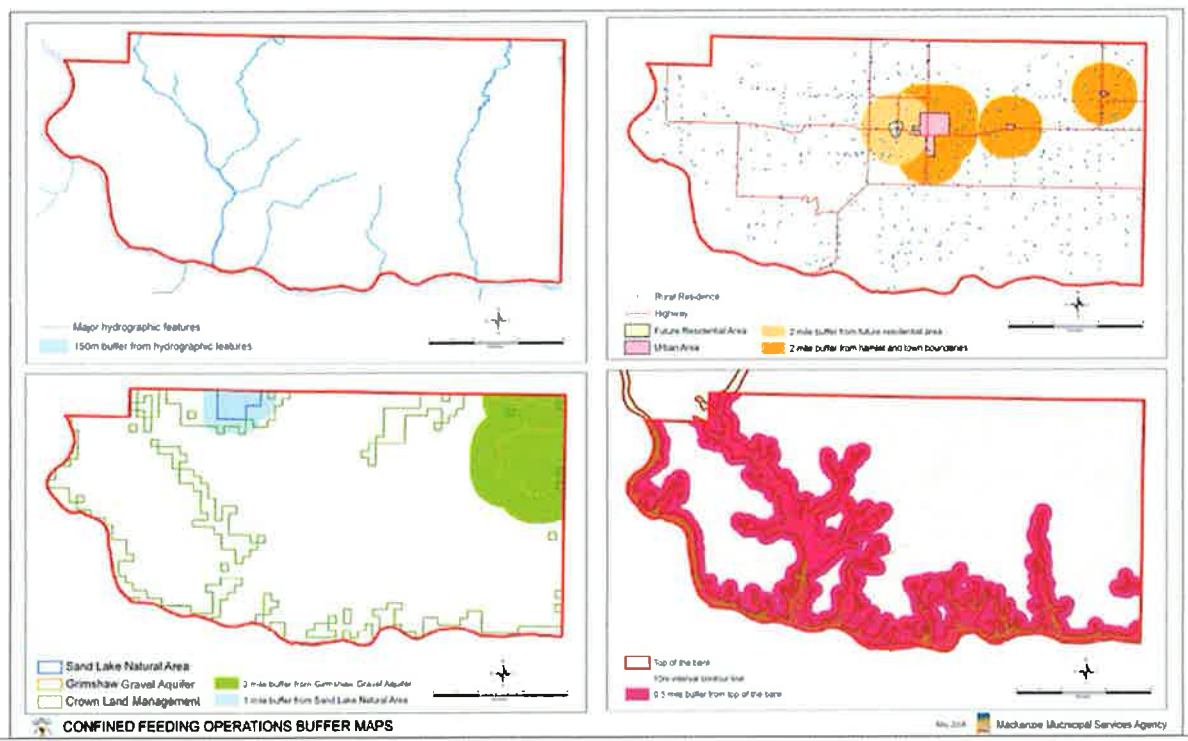 Major hydrographic features
150m buffer from hydrographic features
Rural Residence
Highway
Future Residential Area
Urban Area
2 mile buffer from future residential area
2 mile buffer from hamlet and town boundaries
Sand Lake Natural Area
Grimshaw Gravel Aquifer
Crown Land Management
2 mile buffer from Grimshaw Gravel Aquifer
1 mile buffer from Sand Lake Natural Area
Top of the bank
10m interval contour line
0.5 mile buffer from top of the bank
CONFINED FEEDING OPERATIONS BUFFER MAPS
Mackenzie Municipal Services Agency